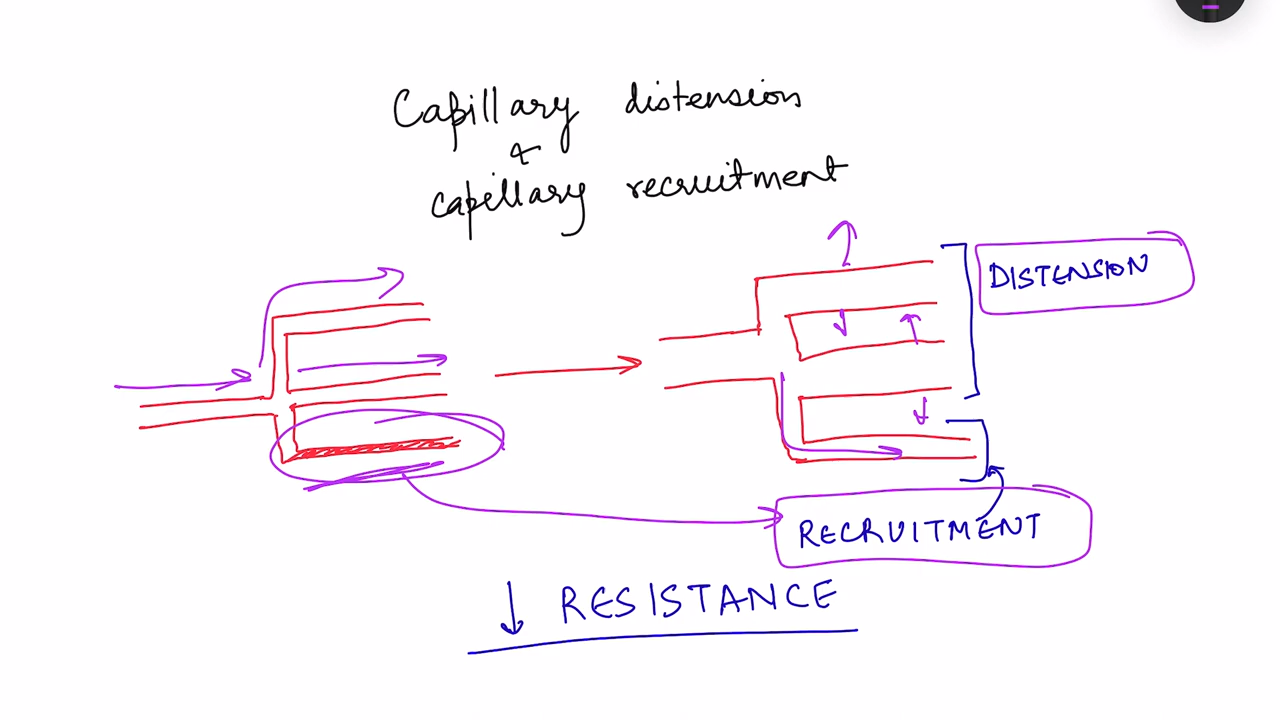 Capillary distension
&
capillary recruitment
DISTENSION
RECRUITMENT
↓ RESISTANCE